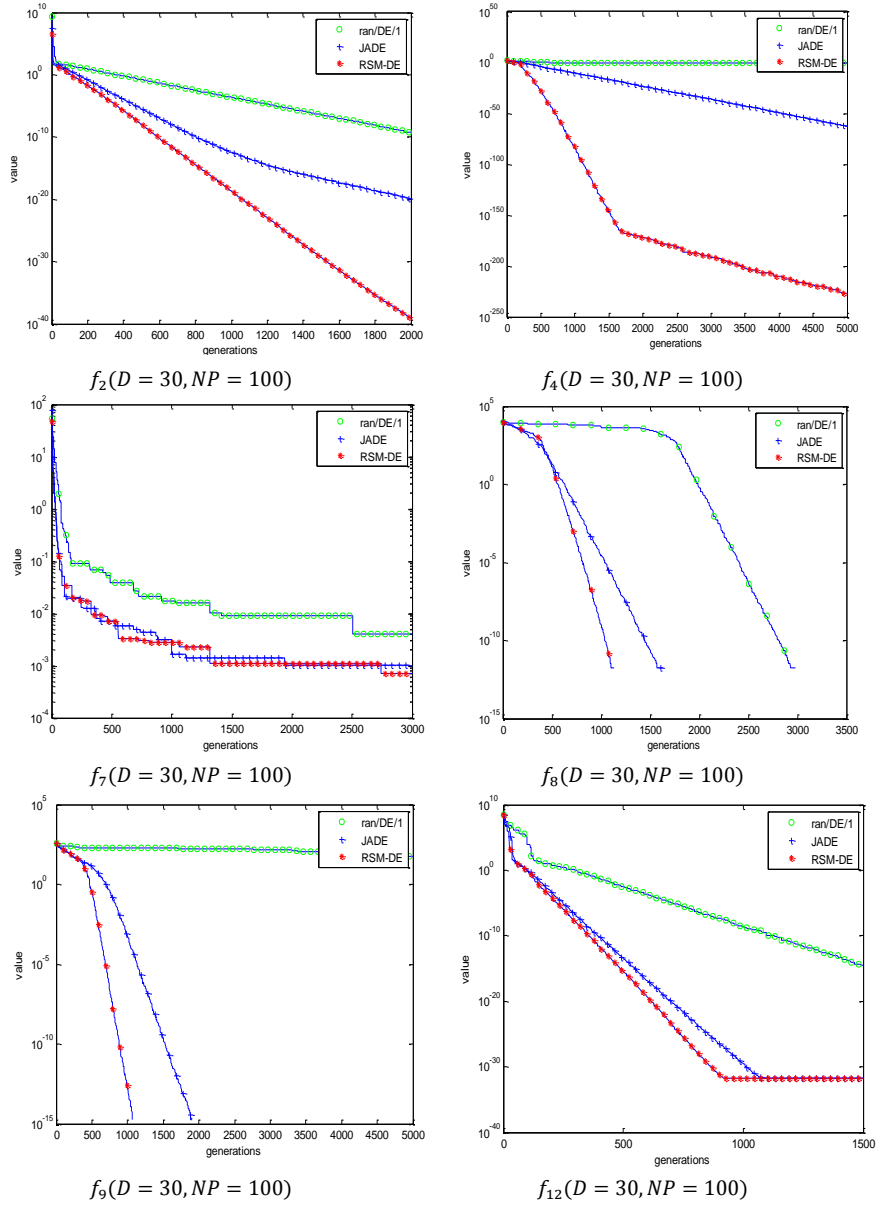 10^10
10^0
10^-10
10^-20
10^-30
10^-40
value
0 200 400 600 800 1000 1200 1400 1600 1800 2000
generations
ran/DE/1
JADE
RSM-DE
f_2(D = 30, NP = 100)
10^50
10^0
10^-50
10^-100
10^-150
10^-200
10^-250
value
0 500 1000 1500 2000 2500 3000 3500 4000 4500 5000
generations
ran/DE/1
JADE
RSM-DE
f_4(D = 30, NP = 100)
10^2
10^1
10^0
10^-1
10^-2
10^-3
10^-4
value
0 500 1000 1500 2000 2500 3000
generations
ran/DE/1
JADE
RSM-DE
f_7(D = 30, NP = 100)
10^5
10^0
10^-5
10^-10
10^-15
value
0 500 1000 1500 2000 2500 3000 3500
generations
ran/DE/1
JADE
RSM-DE
f_8(D = 30, NP = 100)
10^5
10^0
10^-5
10^-10
10^-15
value
0 500 1000 1500 2000 2500 3000 3500 4000 4500 5000
generations
ran/DE/1
JADE
RSM-DE
f_9(D = 30, NP = 100)
10^10
10^0
10^-10
10^-20
10^-30
10^-40
value
0 500 1000 1500
generations
ran/DE/1
JADE
RSM-DE
f_12(D = 30, NP = 100)